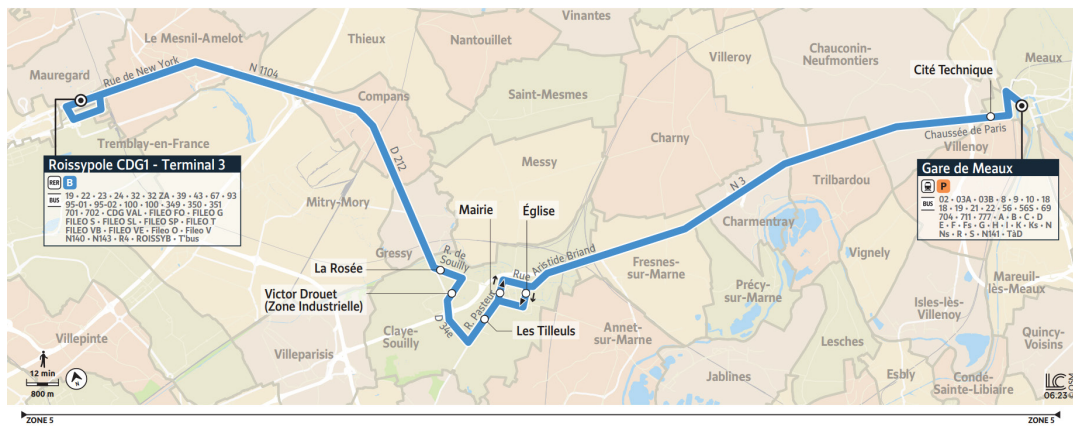 Vinantes
Le Mesnil-Amelot
Thieux
Nantouillet
Chauconin-
Neufmontiers
Villeroy
Meaux
Cité Technique
Mauregard
Rue de New York
N 1104
Compans
Saint-Mesmes
Charny
Chaussée de Paris
Villenoy
Tremblay-en-France
Roissypole CDG1 - Terminal 3
RER B
BUS
19 • 22 • 23 • 24 • 32 • 32 ZA • 39 • 43 • 67 • 93
95-01 • 95-02 • 100 • 100 • 349 • 350 • 351
701 • 702 • CDG VAL • FILEO FO • FILEO G
FILEO S • FILEO SL • FILEO SP • FILEO T
FILEO VB • FILEO VE • Fileo O • Fileo V
N140 • N143 • R4 • ROISSYB • T'bus
D 212
Messy
N 3
Trilbardou
Gare de Meaux
P
BUS
02 • 03A • 03B • 8 • 9 • 10 • 18
18 • 19 • 21 • 22 • 56 • 56S • 69
704 • 711 • 777 • A • B • C • D
E • F • Fs • G • H • I • K • Ks • N
Ns • R • S • N141 • TàD
Mitry-Mory
Mairie
Église
Charmentray
Gressy
R. de
Souilly
La Rosée
Rue Aristide Briand
Fresnes-
sur-Marne
Vignely
Mareuil-
lès-Meaux
Victor Drouet
(Zone Industrielle)
R. Pasteur
Précy-
sur-Marne
Isles-lès-
Villenoy
D 34e
Les Tilleuls
Claye-
Souilly
Annet-
sur-Marne
Quincy-
Voisins
Villepinte
Villeparisis
Lesches
Jablines
Esbly
Condé-
Sainte-Libiaire
12 min
800 m
N
LC
06.23
©OSM
ZONE 5
ZONE 5